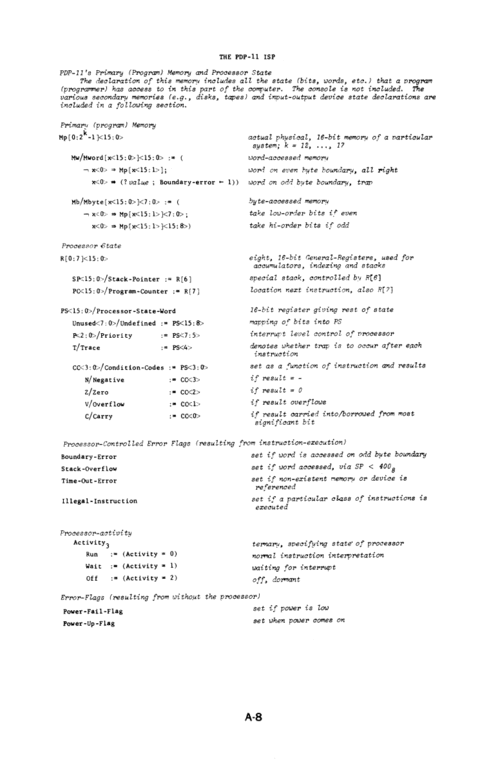 THE PDP-11 ISP
PDP-11's Primary (Program) Memory and Processor State
The declaration of this memory includes all the state (bits, words, etc.) that a program
(programmer) has access to in this part of the computer. The console is not included. The
various secondary memories (e.g., disks, tapes) and input-output device state declarations are
included in a following section.
Primary (program) Memory
Mp[0:2^k-1]<15:0> actual physical, 16-bit memory of a particular
system; k = 12, ..., 17
Mw/Mword[x<15:0>]<15:0> := ( word-accessed memory
¬ x<0> ⇒ Mp[x<15:1>]; word on even byte boundary, all right
x<0> ⇒ (?value ; Boundary-error ← 1)) word on odd byte boundary, trap
Mb/Mbyte[x<15:0>]<7:0> := ( byte-accessed memory
¬ x<0> ⇒ Mp[x<15:1>]<7:0>; take low-order bits if even
x<0> ⇒ Mp[x<15:1>]<15:8>) take hi-order bits if odd
Processor State
R[0:7]<15:0> eight, 16-bit General-Registers, used for
accumulators, indexing and stacks
SP<15:0>/Stack-Pointer := R[6] special stack, controlled by R[6]
PC<15:0>/Program-Counter := R[7] location next instruction, also R[7]
PS<15:0>/Processor-State-Word 16-bit register giving rest of state
Unused<7:0>/Undefined := PS<15:8> mapping of bits into PS
P<2:0>/Priority := PS<7:5> interrupt level control of processor
T/Trace := PS<4> denotes whether trap is to occur after each
instruction
CC<3:0>/Condition-Codes := PS<3:0> set as a function of instruction and results
N/Negative := CC<3> if result = -
Z/Zero := CC<2> if result = 0
V/Overflow := CC<1> if result overflows
C/Carry := CC<0> if result carried into/borrowed from most
significant bit
Processor-Controlled Error Flags (resulting from instruction-execution)
Boundary-Error set if word is accessed on odd byte boundary
Stack-Overflow set if word accessed, via SP < 400₈
Time-Out-Error set if non-existent memory or device is
referenced
Illegal-Instruction set if a particular class of instructions is
executed
Processor-activity
Activity₃ ternary, specifying state of processor
Run := (Activity = 0) normal instruction interpretation
Wait := (Activity = 1) waiting for interrupt
Off := (Activity = 2) off, dormant
Error-Flags (resulting from without the processor)
Power-Fail-Flag set if power is low
Power-Up-Flag set when power comes on
A-8